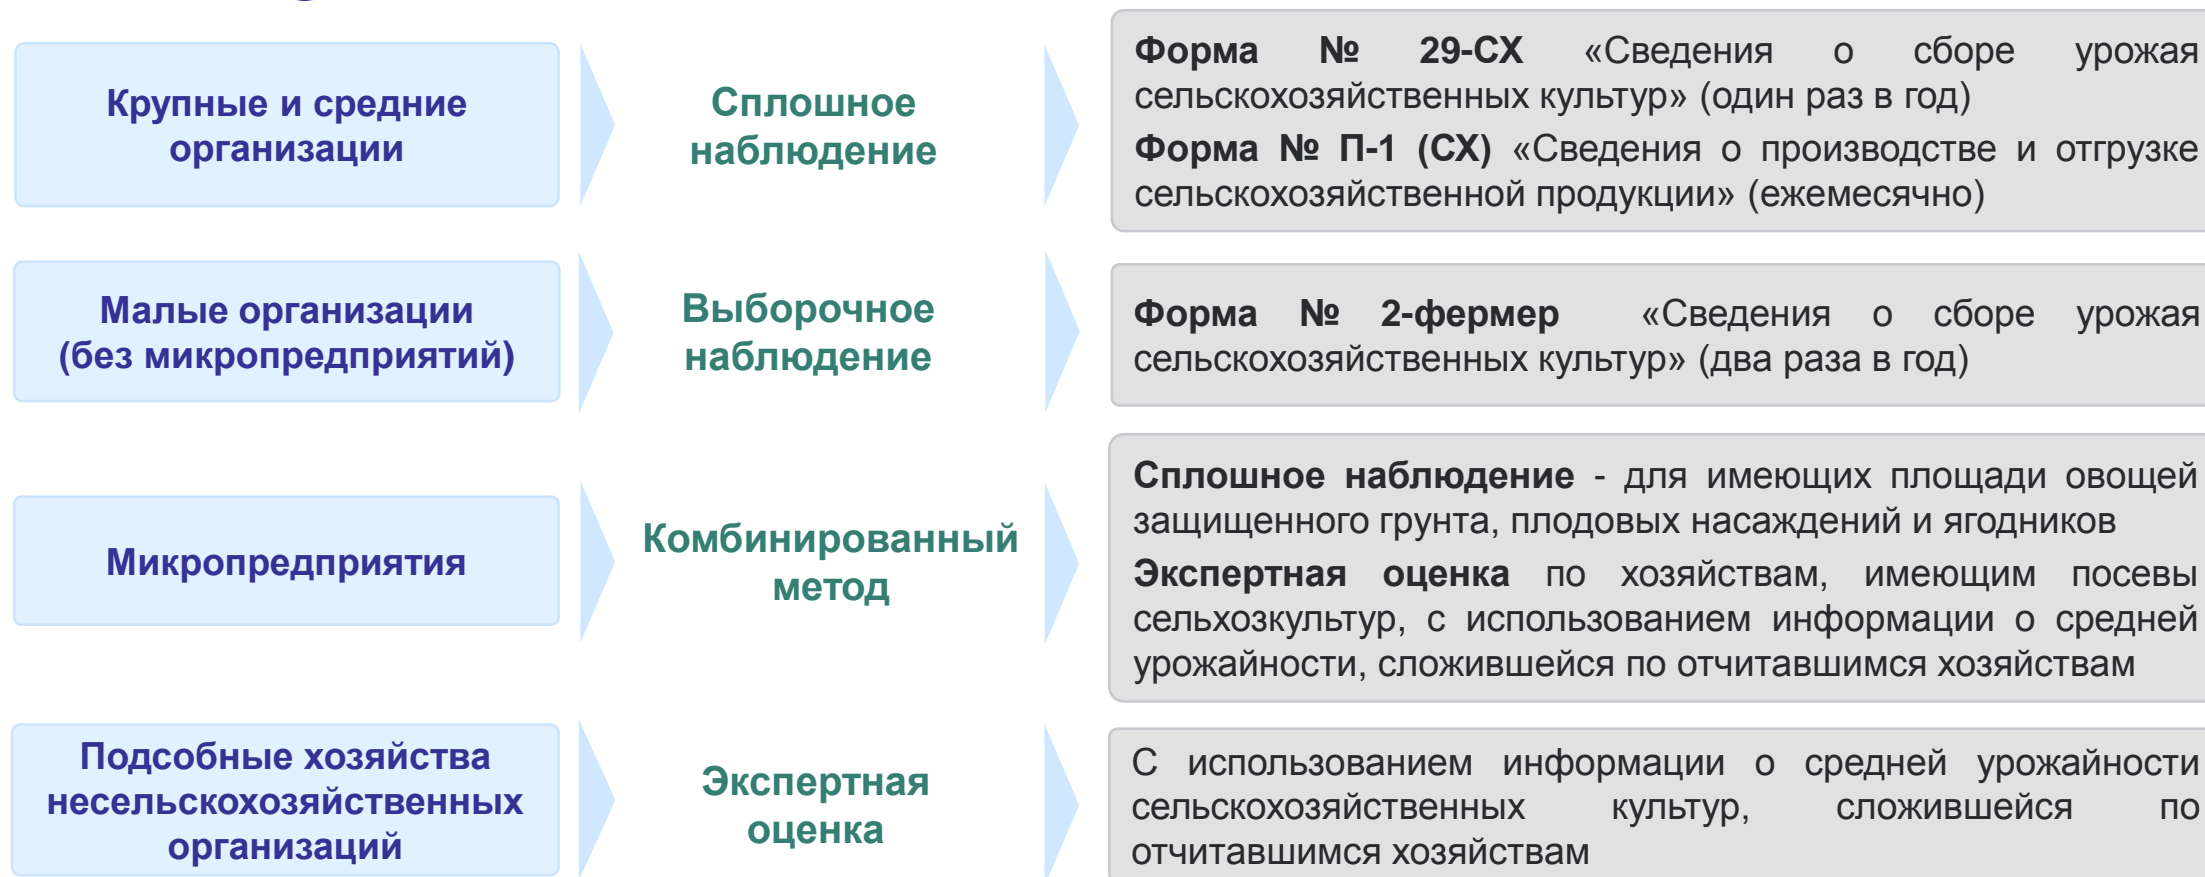 Крупные и средние
организации
Сплошное
наблюдение
Форма № 29-СХ «Сведения о сборе урожая
сельскохозяйственных культур» (один раз в год)
Форма № П-1 (СХ) «Сведения о производстве и отгрузке
сельскохозяйственной продукции» (ежемесячно)
Малые организации
(без микропредприятий)
Выборочное
наблюдение
Форма № 2-фермер «Сведения о сборе урожая
сельскохозяйственных культур» (два раза в год)
Микропредприятия
Комбинированный
метод
Сплошное наблюдение - для имеющих площади овощей
защищенного грунта, плодовых насаждений и ягодников
Экспертная оценка по хозяйствам, имеющим посевы
сельхозкультур, с использованием информации о средней
урожайности, сложившейся по отчитавшимся хозяйствам
Подсобные хозяйства
несельскохозяйственных
организаций
Экспертная
оценка
С использованием информации о средней урожайности
сельскохозяйственных культур, сложившейся по
отчитавшимся хозяйствам